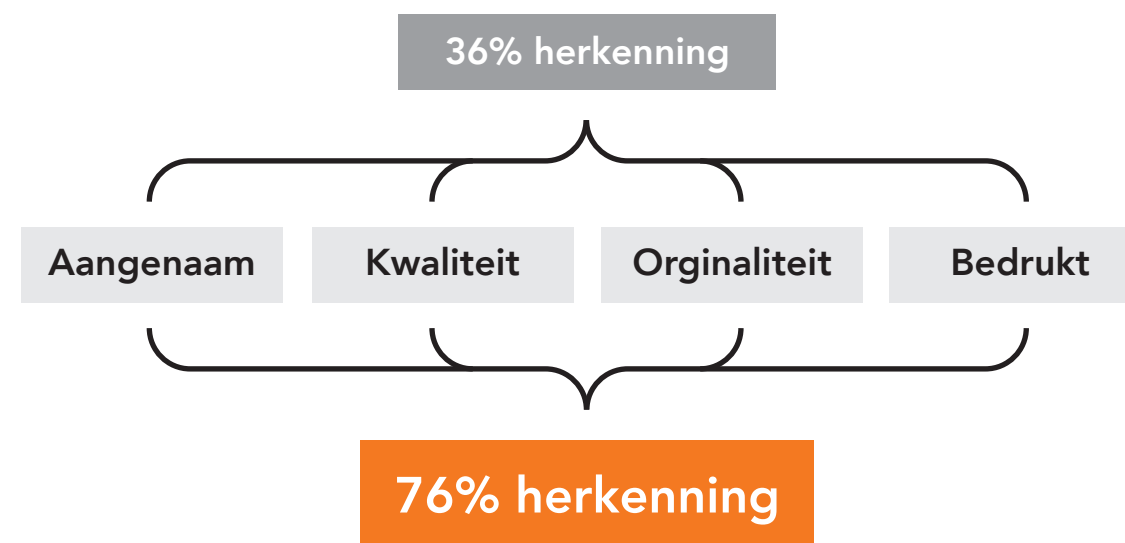 36% herkenning
Aangenaam Kwaliteit Orginaliteit Bedrukt
76% herkenning